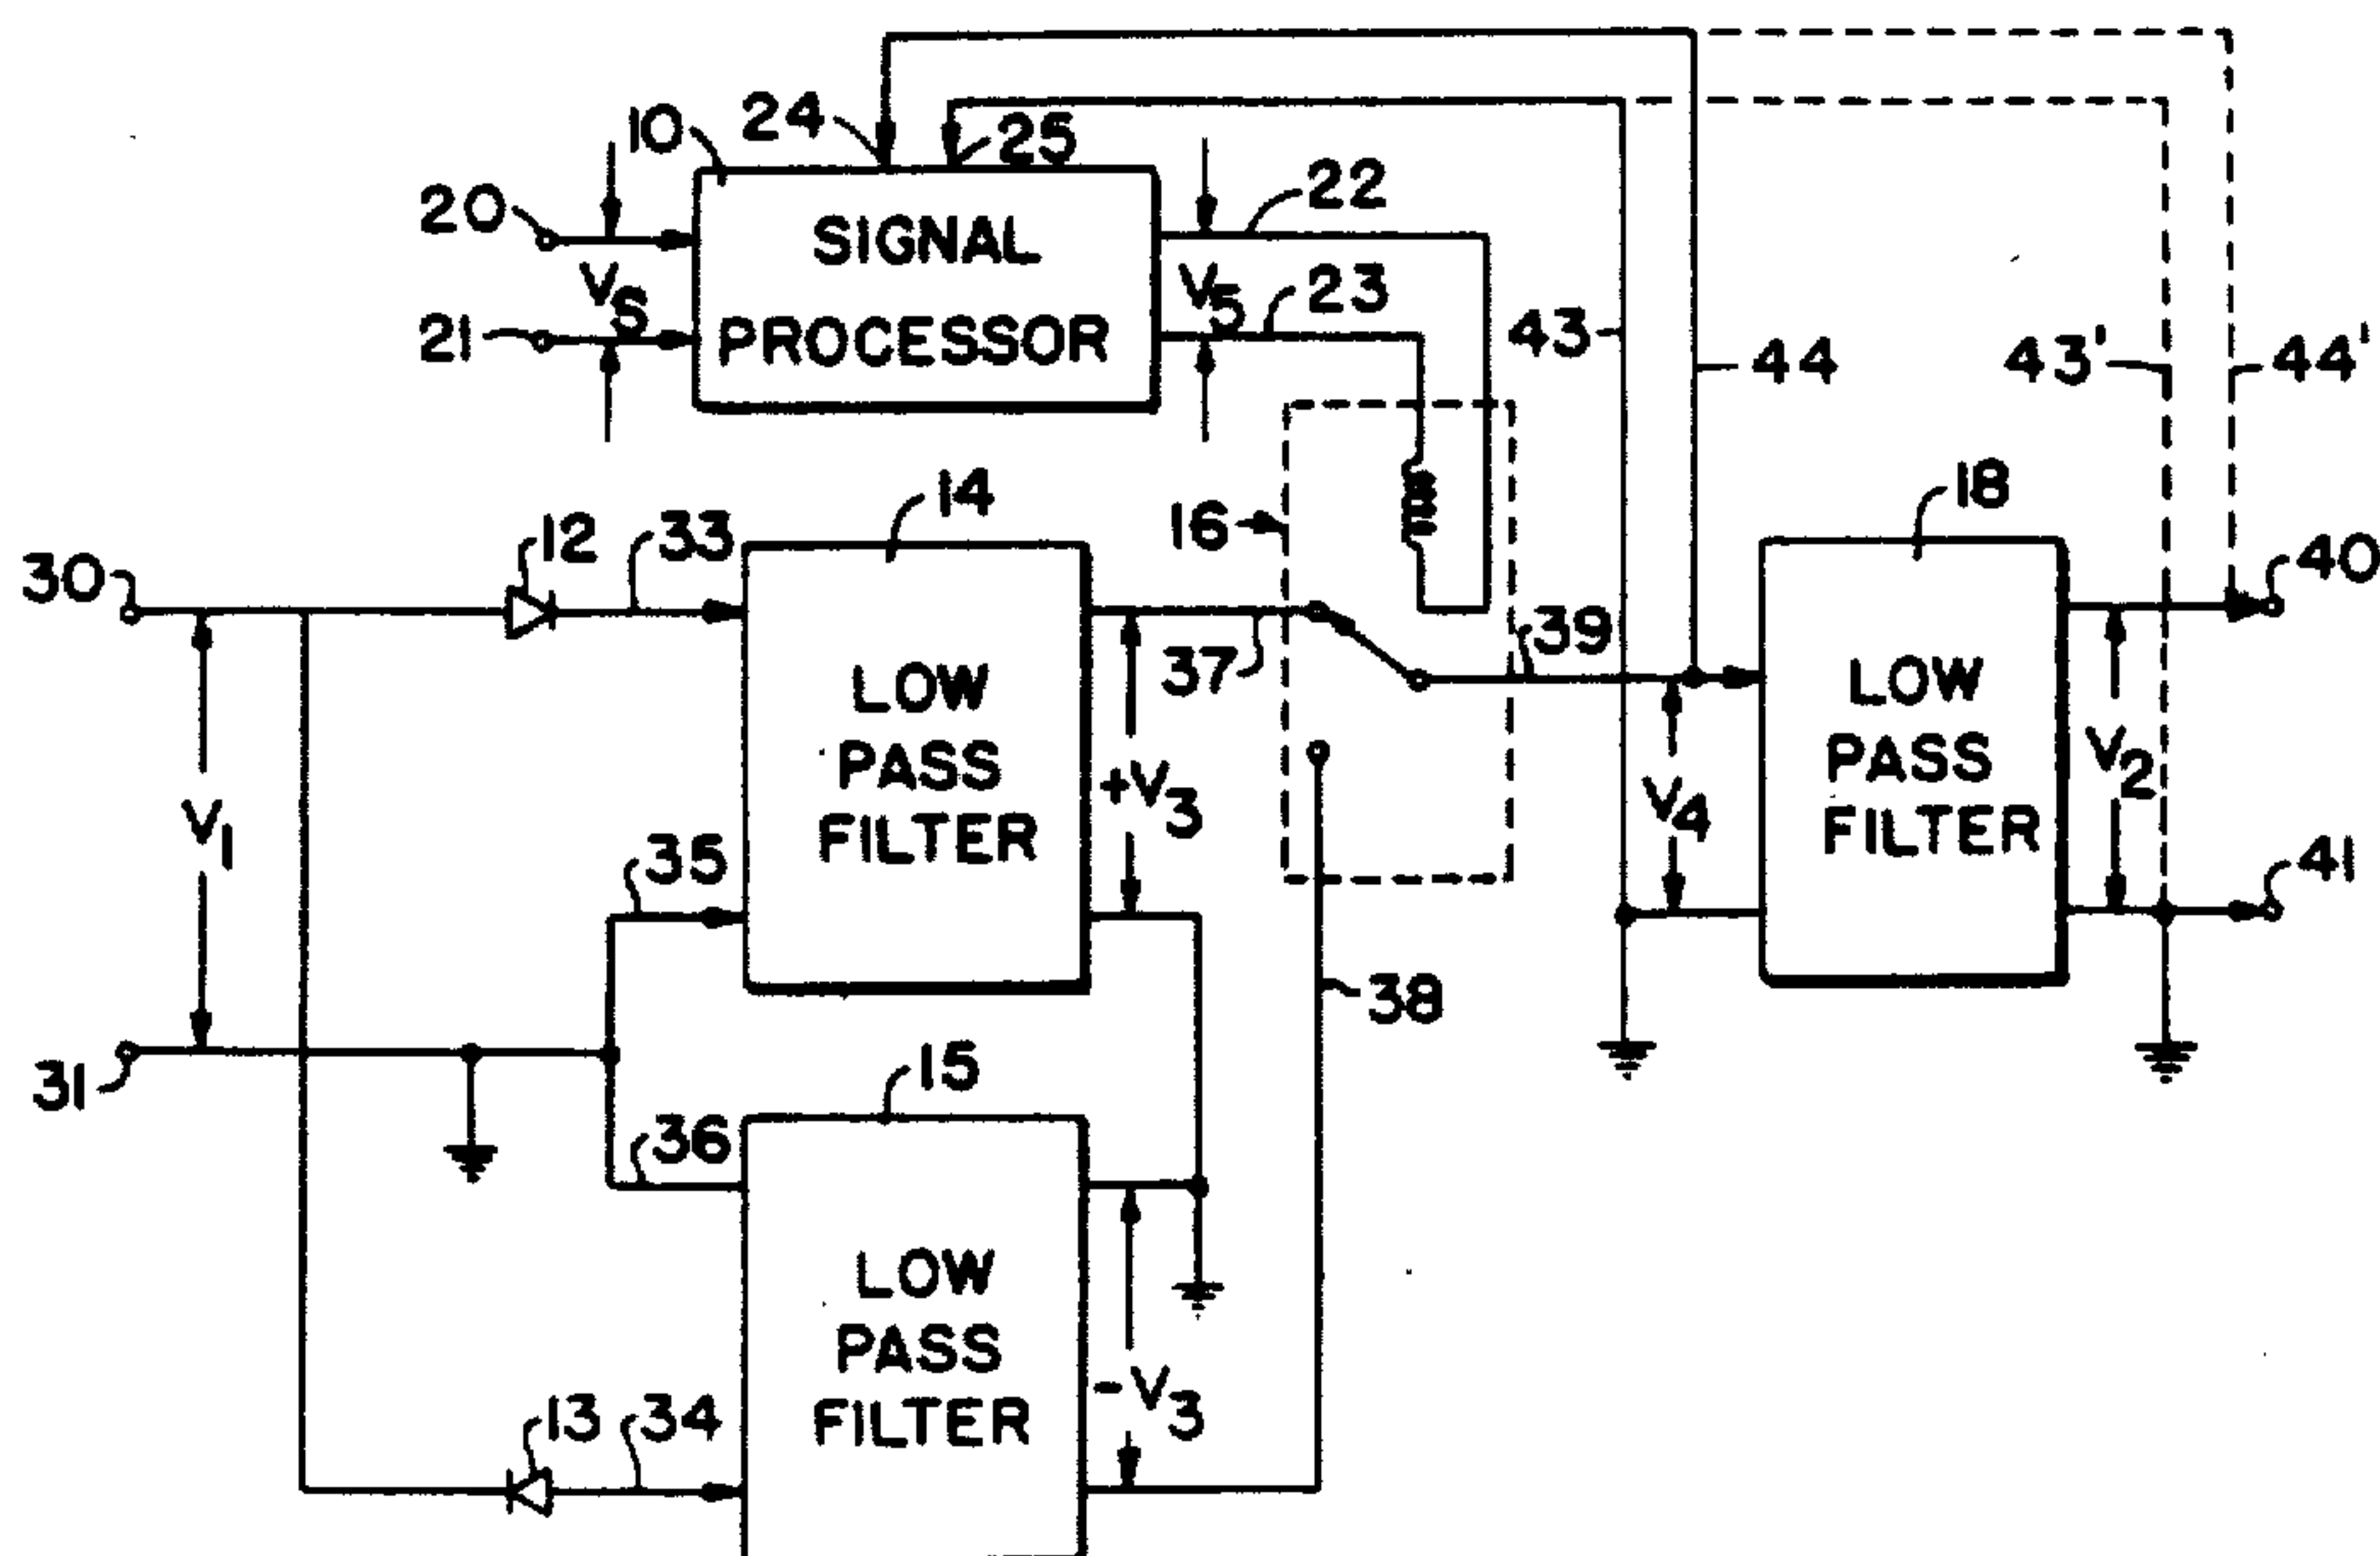 10
24
25
20
22
SIGNAL
VS
V5
23
21
PROCESSOR
43
44
43'
44'
14
18
16
12
33
30
40
39
37
LOW
PASS
FILTER
+V3
LOW
PASS
FILTER
V4
V2
V1
35
41
38
31
15
36
LOW
PASS
FILTER
-V3
13
34